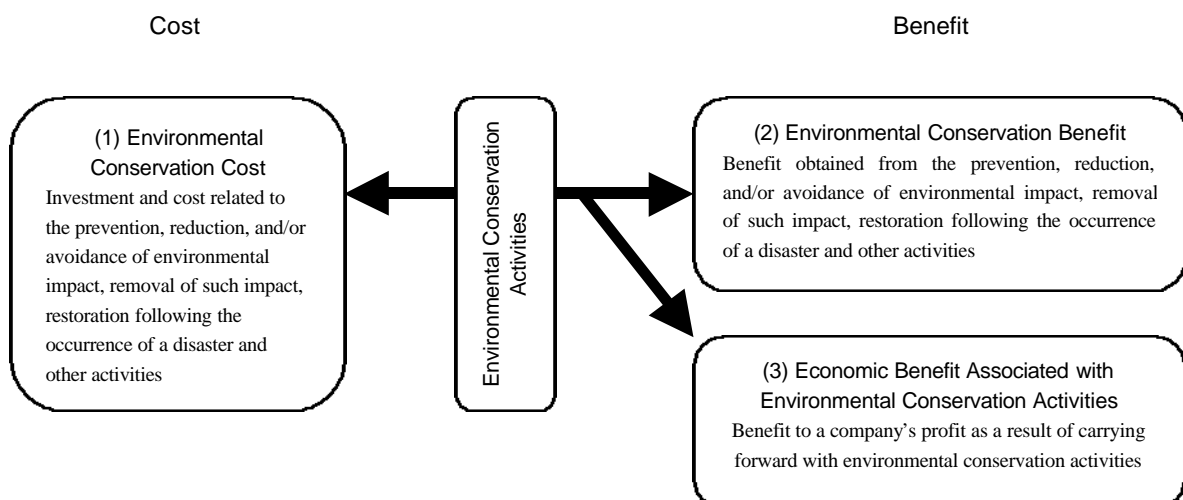 Cost
Benefit
(1) Environmental
Conservation Cost
Investment and cost related to
the prevention, reduction, and/or
avoidance of environmental
impact, removal of such impact,
restoration following the
occurrence of a disaster and
other activities
Environmental Conservation
Activities
(2) Environmental Conservation Benefit
Benefit obtained from the prevention, reduction,
and/or avoidance of environmental impact, removal
of such impact, restoration following the occurrence
of a disaster and other activities
(3) Economic Benefit Associated with
Environmental Conservation Activities
Benefit to a company’s profit as a result of carrying
forward with environmental conservation activities